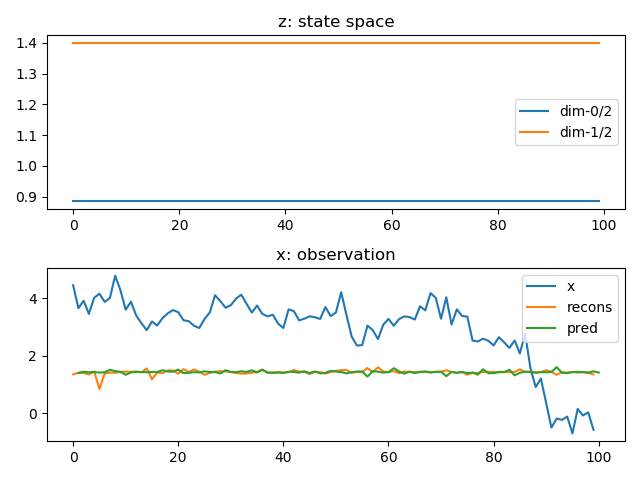 z: state space
1.4
1.3
1.2
1.1
1.0
0.9
dim-0/2
dim-1/2
0 20 40 60 80 100
x: observation
4
2
0
x
recons
pred
0 20 40 60 80 100